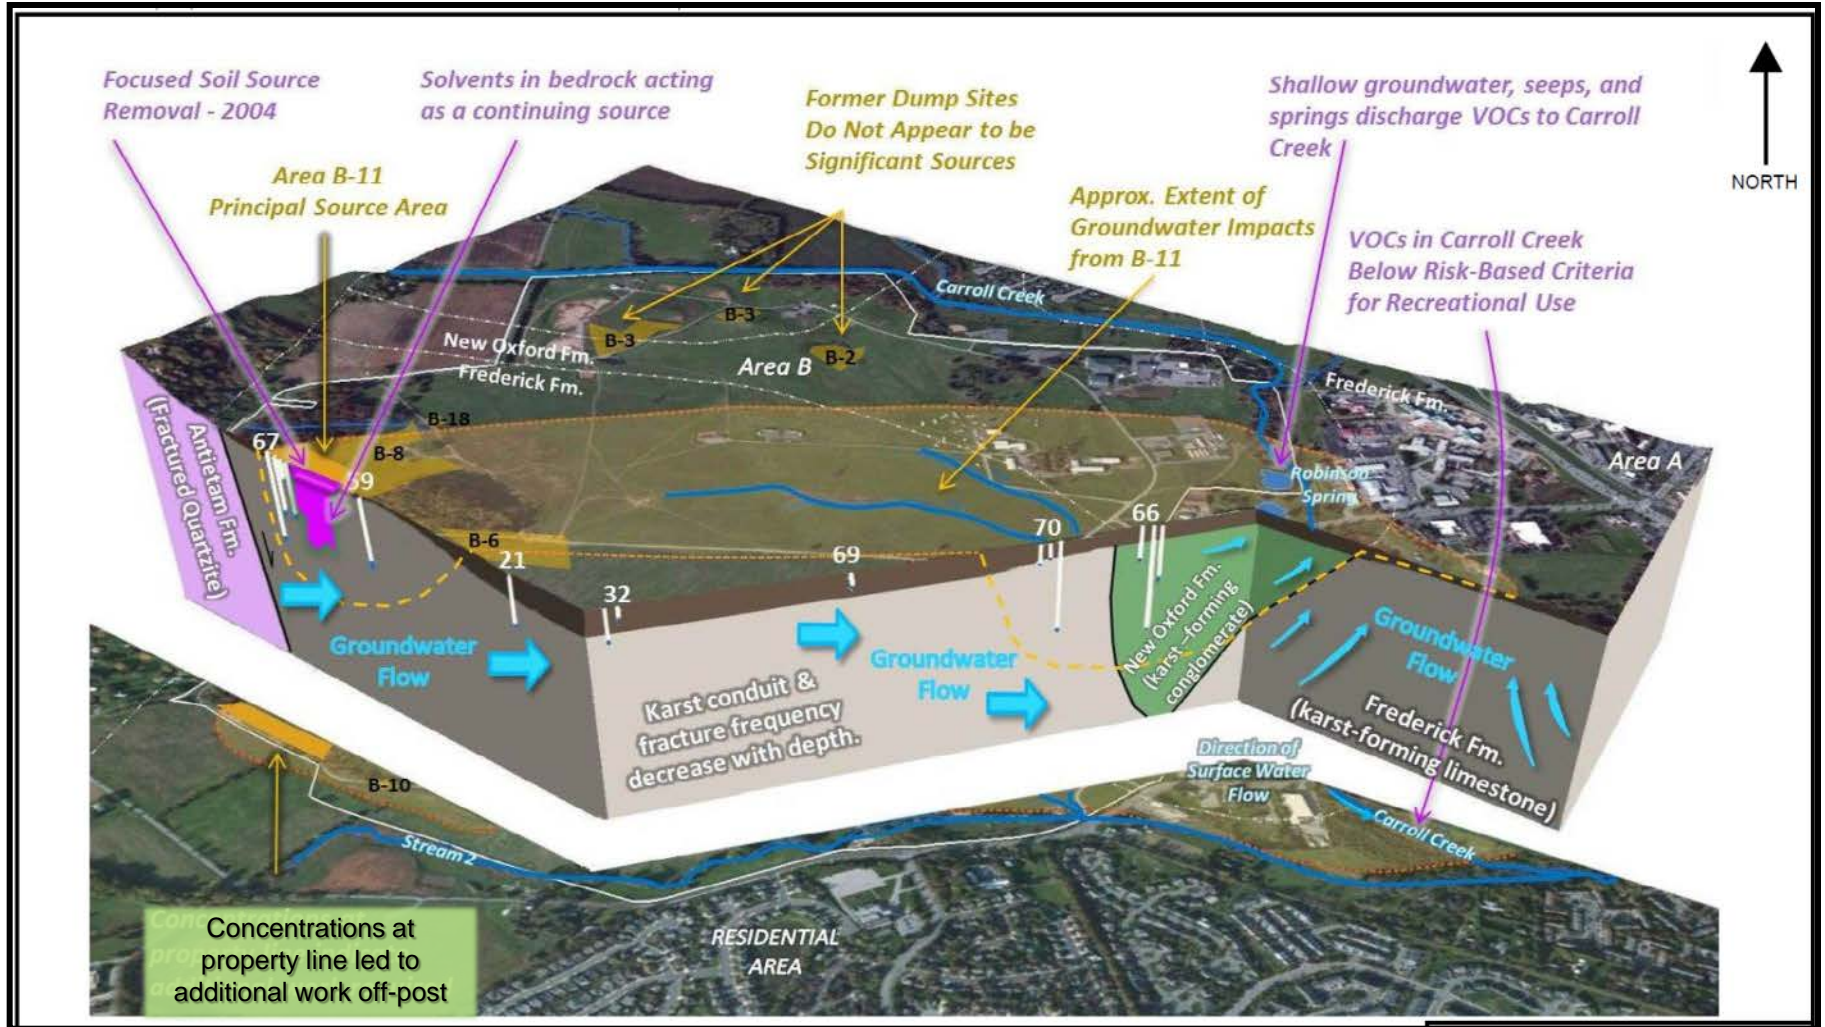 Focused Soil Source
Removal - 2004
Solvents in bedrock acting
as a continuing source
Former Dump Sites
Do Not Appear to be
Significant Sources
Shallow groundwater, seeps, and
springs discharge VOCs to Carroll
Creek
NORTH
Area B-11
Principal Source Area
Approx. Extent of
Groundwater Impacts
from B-11
VOCs in Carroll Creek
Below Risk-Based Criteria
for Recreational Use
Carroll Creek
B-3
B-3
B-2
New Oxford Fm.
Frederick Fm.
Area B
Frederick Fm.
Area A
B-18
B-8
67
59
Antietam Fm.
(Fractured Quartzite)
Robinson
Spring
B-6
21
32
69
70
66
New Oxford Fm.
(karst -forming
conglomerate)
Groundwater
Flow
Groundwater
Flow
Groundwater
Flow
Karst conduit &
fracture frequency
decrease with depth.
Frederick Fm.
(karst-forming limestone)
Direction of
Surface Water
Flow
B-10
Stream 2
Carroll Creek
RESIDENTIAL
AREA
Concentrations at
property line led to
additional work off-post